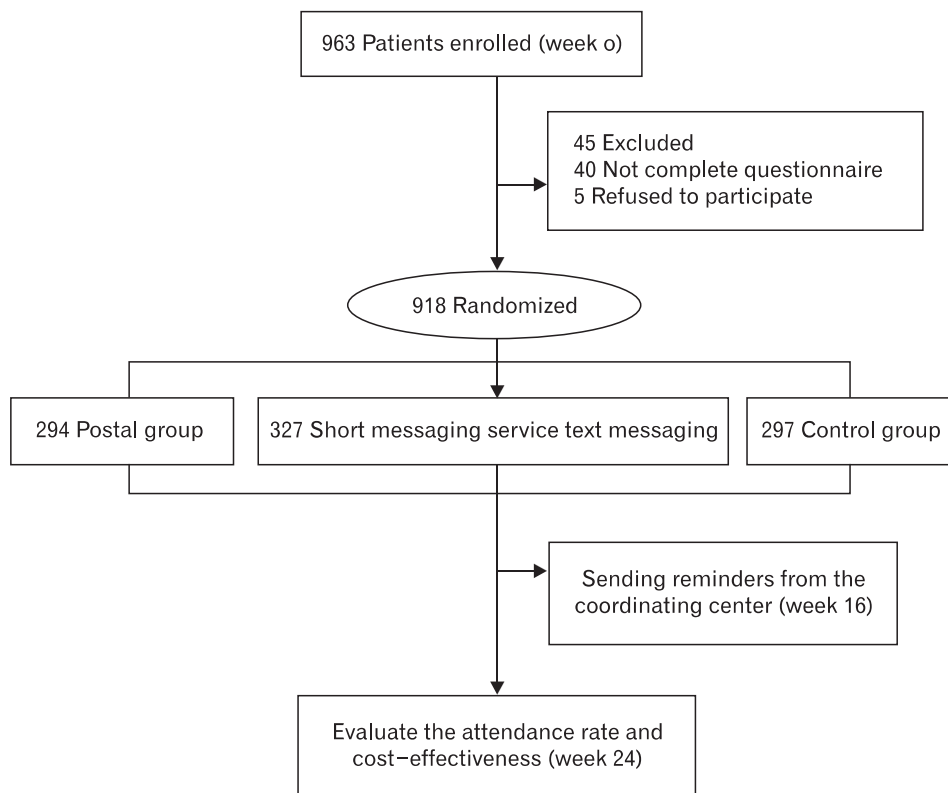 963 Patients enrolled (week o)
45 Excluded
40 Not complete questionnaire
5 Refused to participate
918 Randomized
294 Postal group
327 Short messaging service text messaging
297 Control group
Sending reminders from the
coordinating center (week 16)
Evaluate the attendance rate and
cost−effectiveness (week 24)